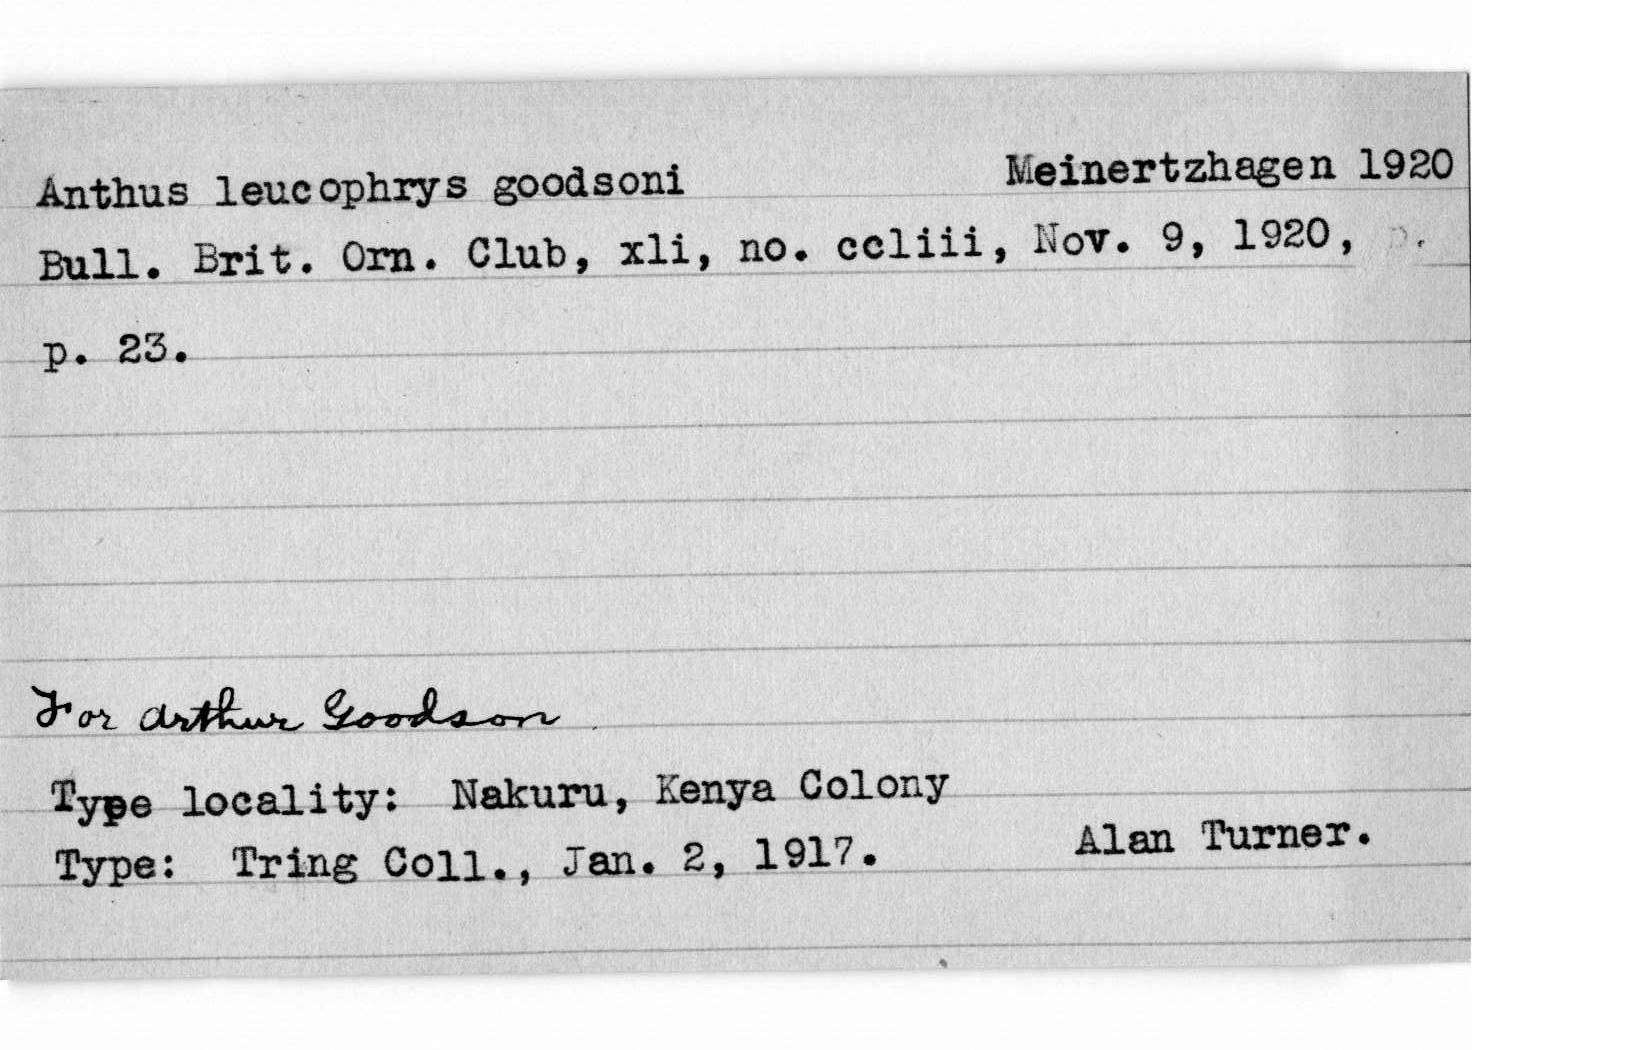 Anthus leucophrys goodsoni Meinertzhagen 1920
Bull. Brit. Orn. Club, xli, no. ccliii, Nov. 9, 1920, p.
p. 23.
For Arthur Goodson
Type locality: Nakuru, Kenya Colony
Type: Tring Coll., Jan. 2, 1917. Alan Turner.